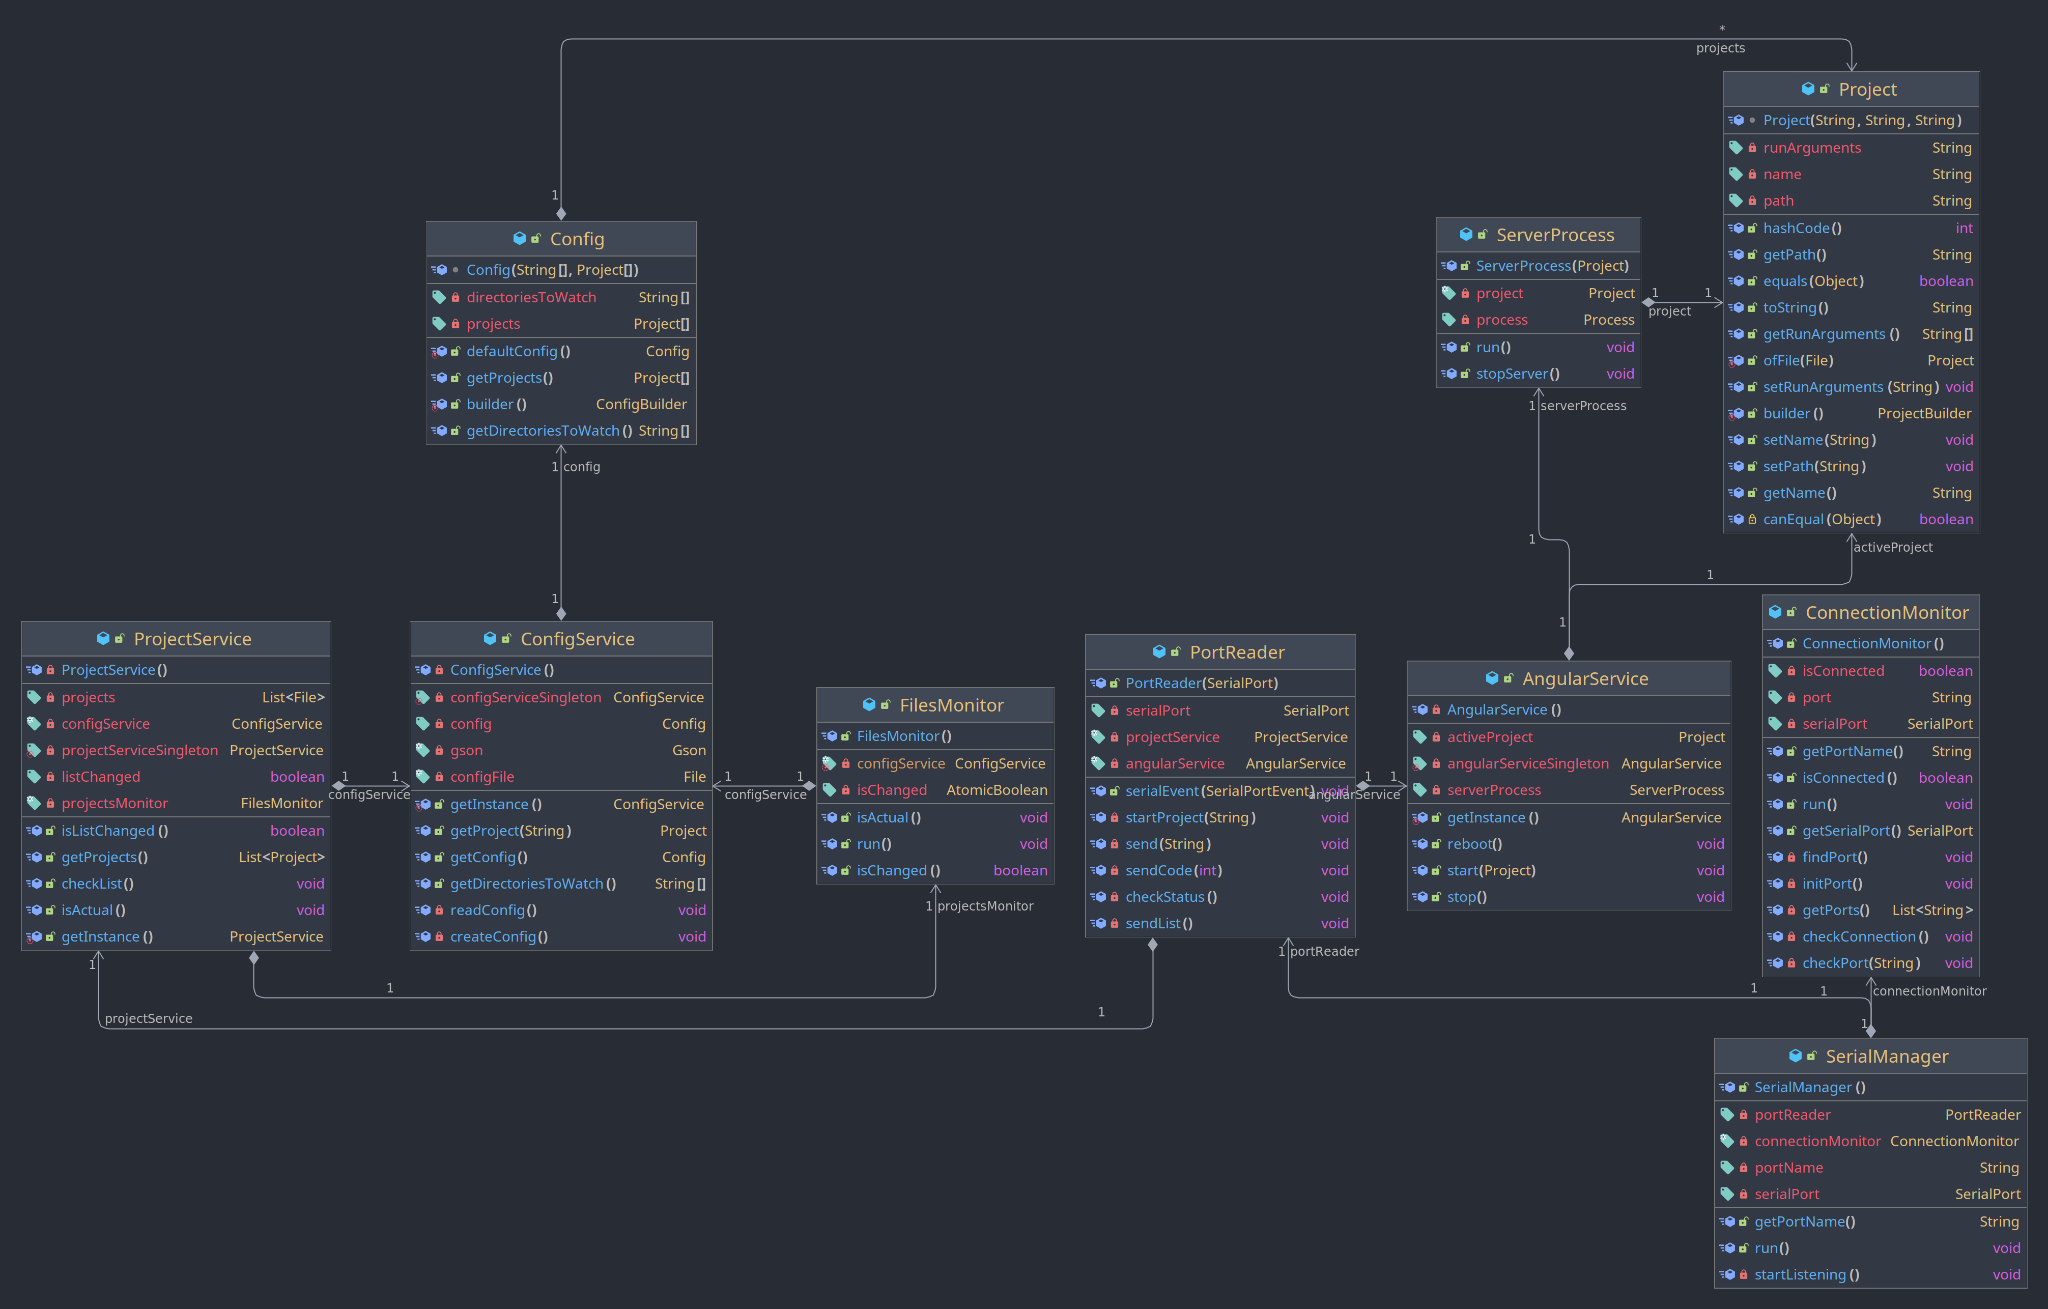 *
projects
Project
Project(String, String, String)
runArguments String
name String
path String
hashCode() int
getPath() String
equals(Object) boolean
toString() String
getRunArguments() String[]
ofFile(File) Project
setRunArguments(String) void
builder() ProjectBuilder
setName(String) void
setPath(String) void
getName() String
canEqual(Object) boolean
1
Config
Config(String[], Project[])
directoriesToWatch String[]
projects Project[]
defaultConfig() Config
getProjects() Project[]
builder() ConfigBuilder
getDirectoriesToWatch() String[]
1 config
1
ServerProcess
ServerProcess(Project)
project Project
process Process
run() void
stopServer() void
1 1
project
1 serverProcess
1
activeProject
1
1
ProjectService
ProjectService()
projects List<File>
configService ConfigService
projectServiceSingleton ProjectService
listChanged boolean
projectsMonitor FilesMonitor
isListChanged() boolean
getProjects() List<Project>
checkList() void
isActual() void
getInstance() ProjectService
1 1
configService
ConfigService
ConfigService()
configServiceSingleton ConfigService
config Config
gson Gson
configFile File
getInstance() ConfigService
getProject(String) Project
getConfig() Config
getDirectoriesToWatch() String[]
readConfig() void
createConfig() void
1 1
configService
FilesMonitor
FilesMonitor()
configService ConfigService
isChanged AtomicBoolean
isActual() void
run() void
isChanged() boolean
1 projectsMonitor
PortReader
PortReader(SerialPort)
serialPort SerialPort
projectService ProjectService
angularService AngularService
serialEvent(SerialPortEvent) void
startProject(String) void
send(String) void
sendCode(int) void
checkStatus() void
sendList() void
1 1
angularService
AngularService
AngularService()
activeProject Project
angularServiceSingleton AngularService
serverProcess ServerProcess
getInstance() AngularService
reboot() void
start(Project) void
stop() void
ConnectionMonitor
ConnectionMonitor()
isConnected boolean
port String
serialPort SerialPort
getPortName() String
isConnected() boolean
run() void
getSerialPort() SerialPort
findPort() void
initPort() void
getPorts() List<String>
checkConnection() void
checkPort(String) void
1 portReader
1
1
1
projectService
1
1
1 connectionMonitor
1
SerialManager
SerialManager()
portReader PortReader
connectionMonitor ConnectionMonitor
portName String
serialPort SerialPort
getPortName() String
run() void
startListening() void